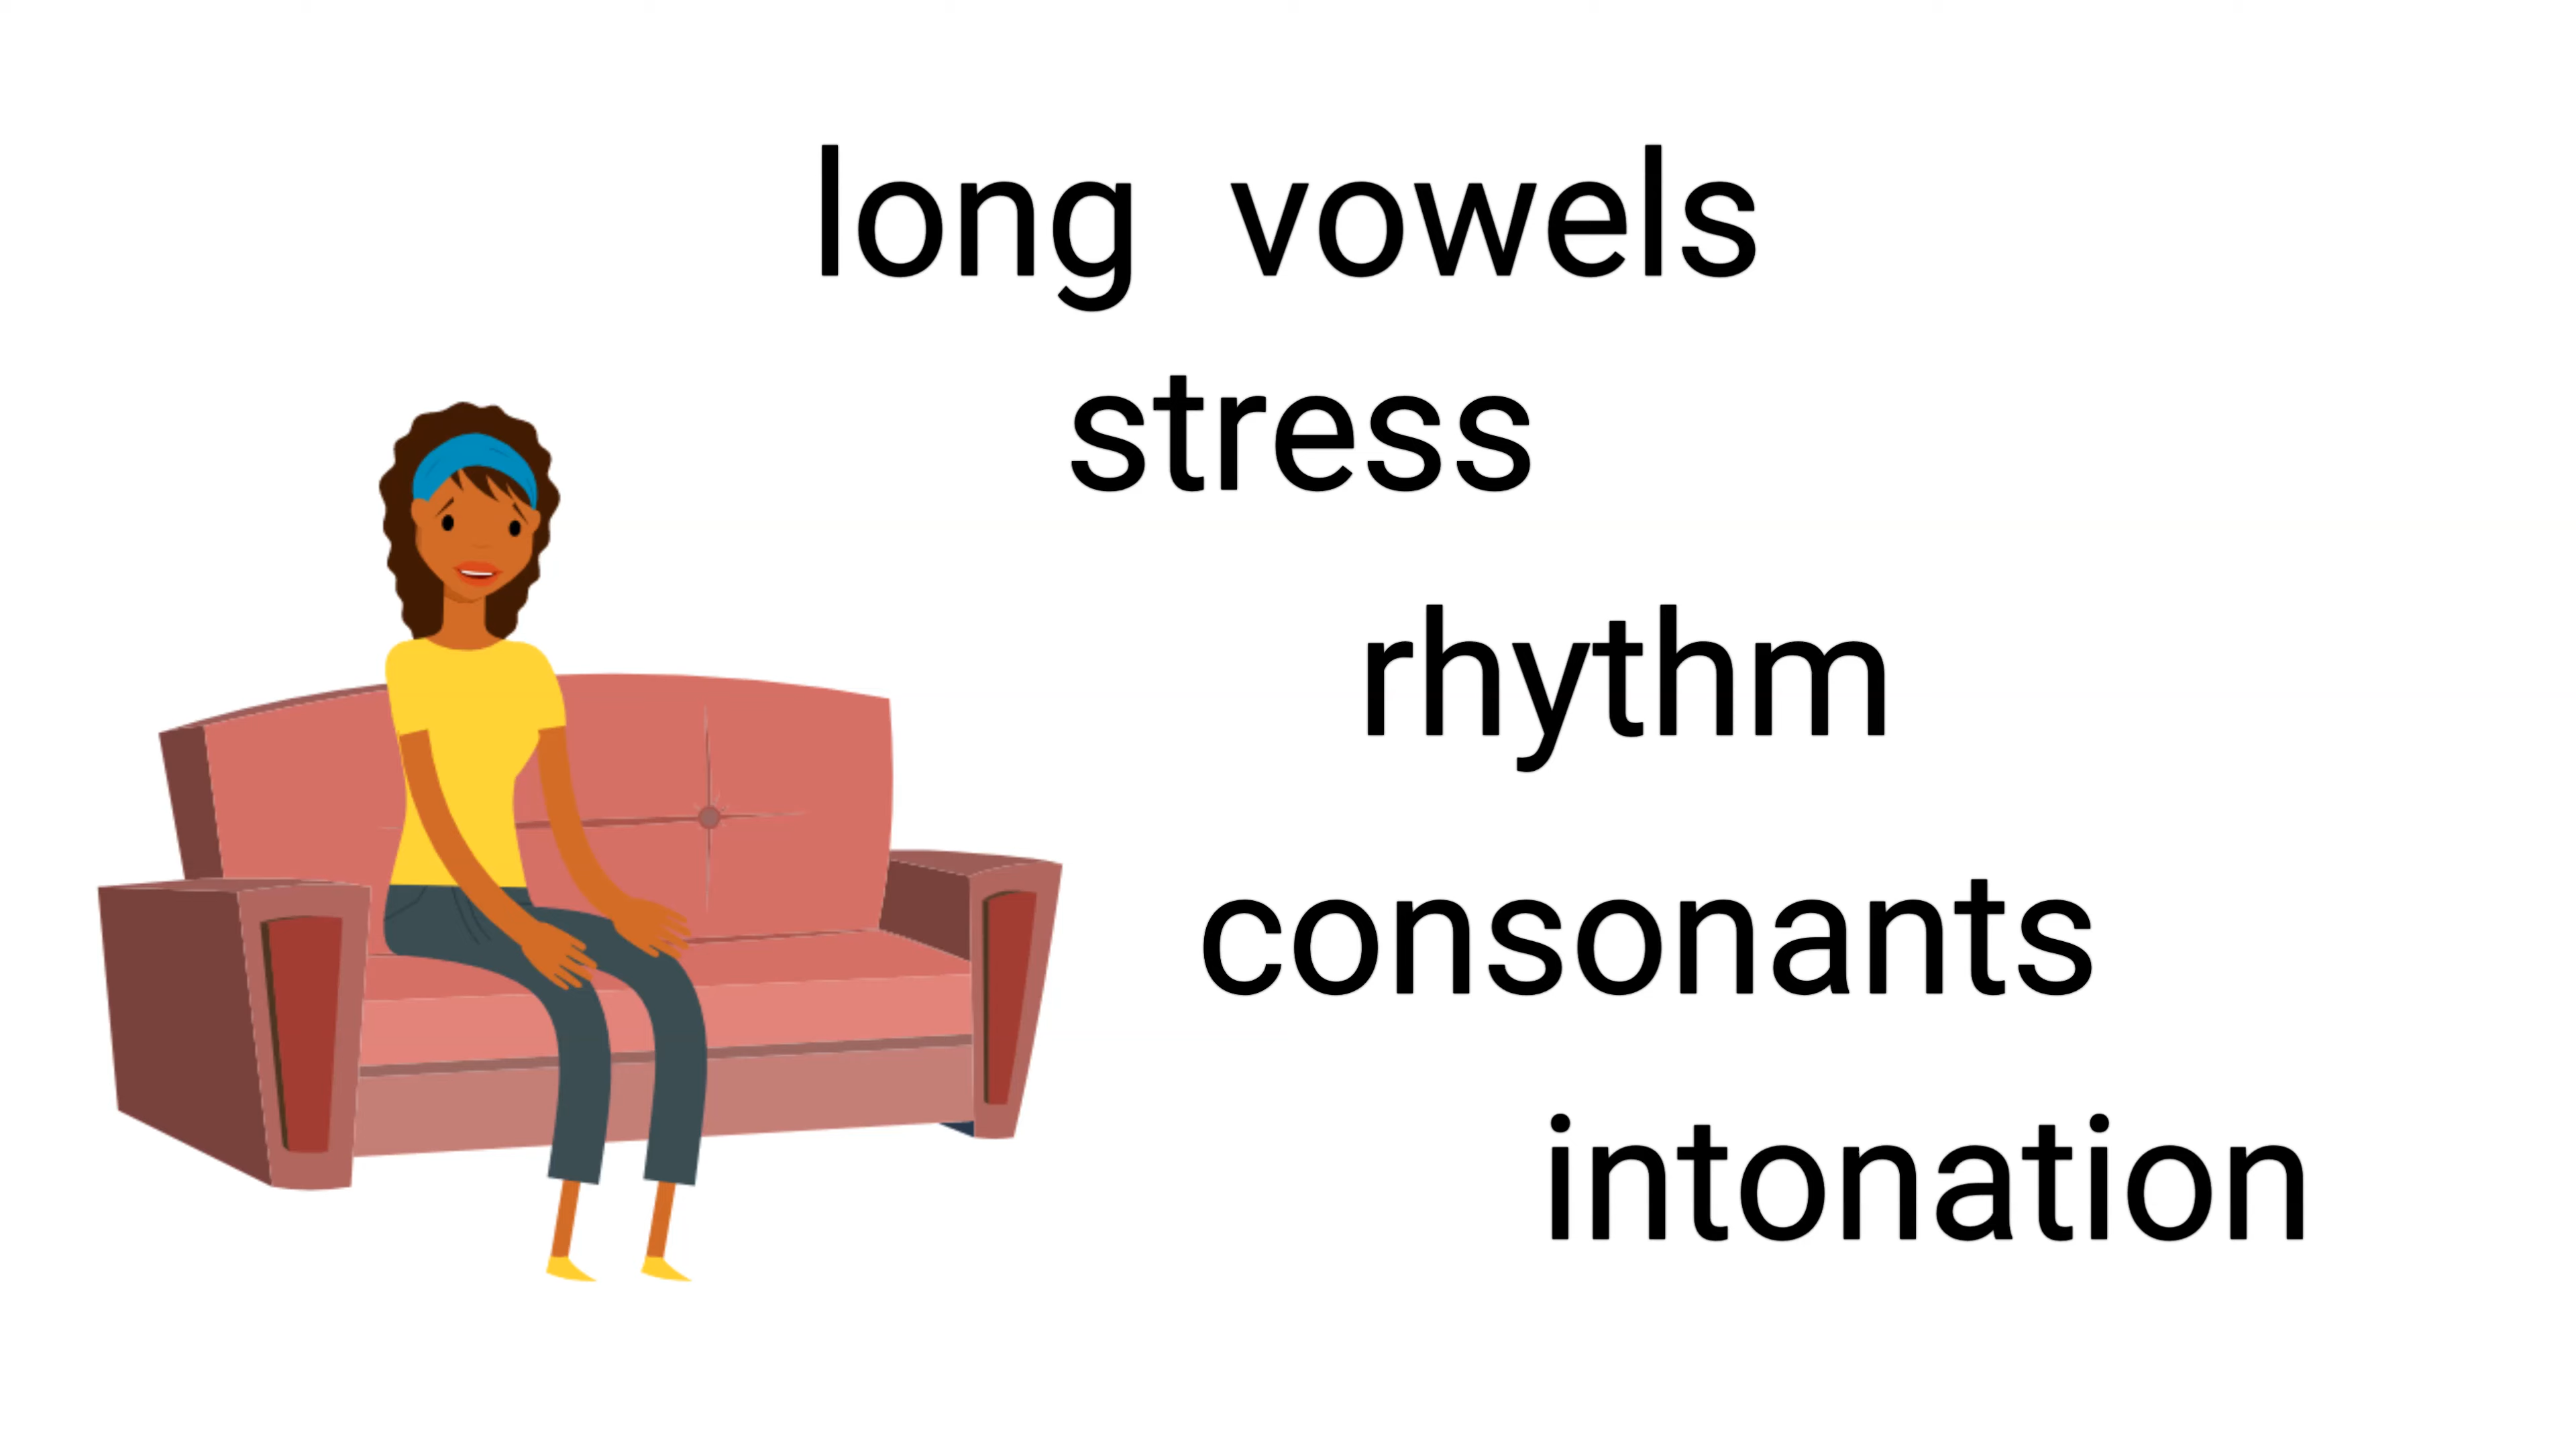 long vowels
stress
rhythm
consonants
intonation